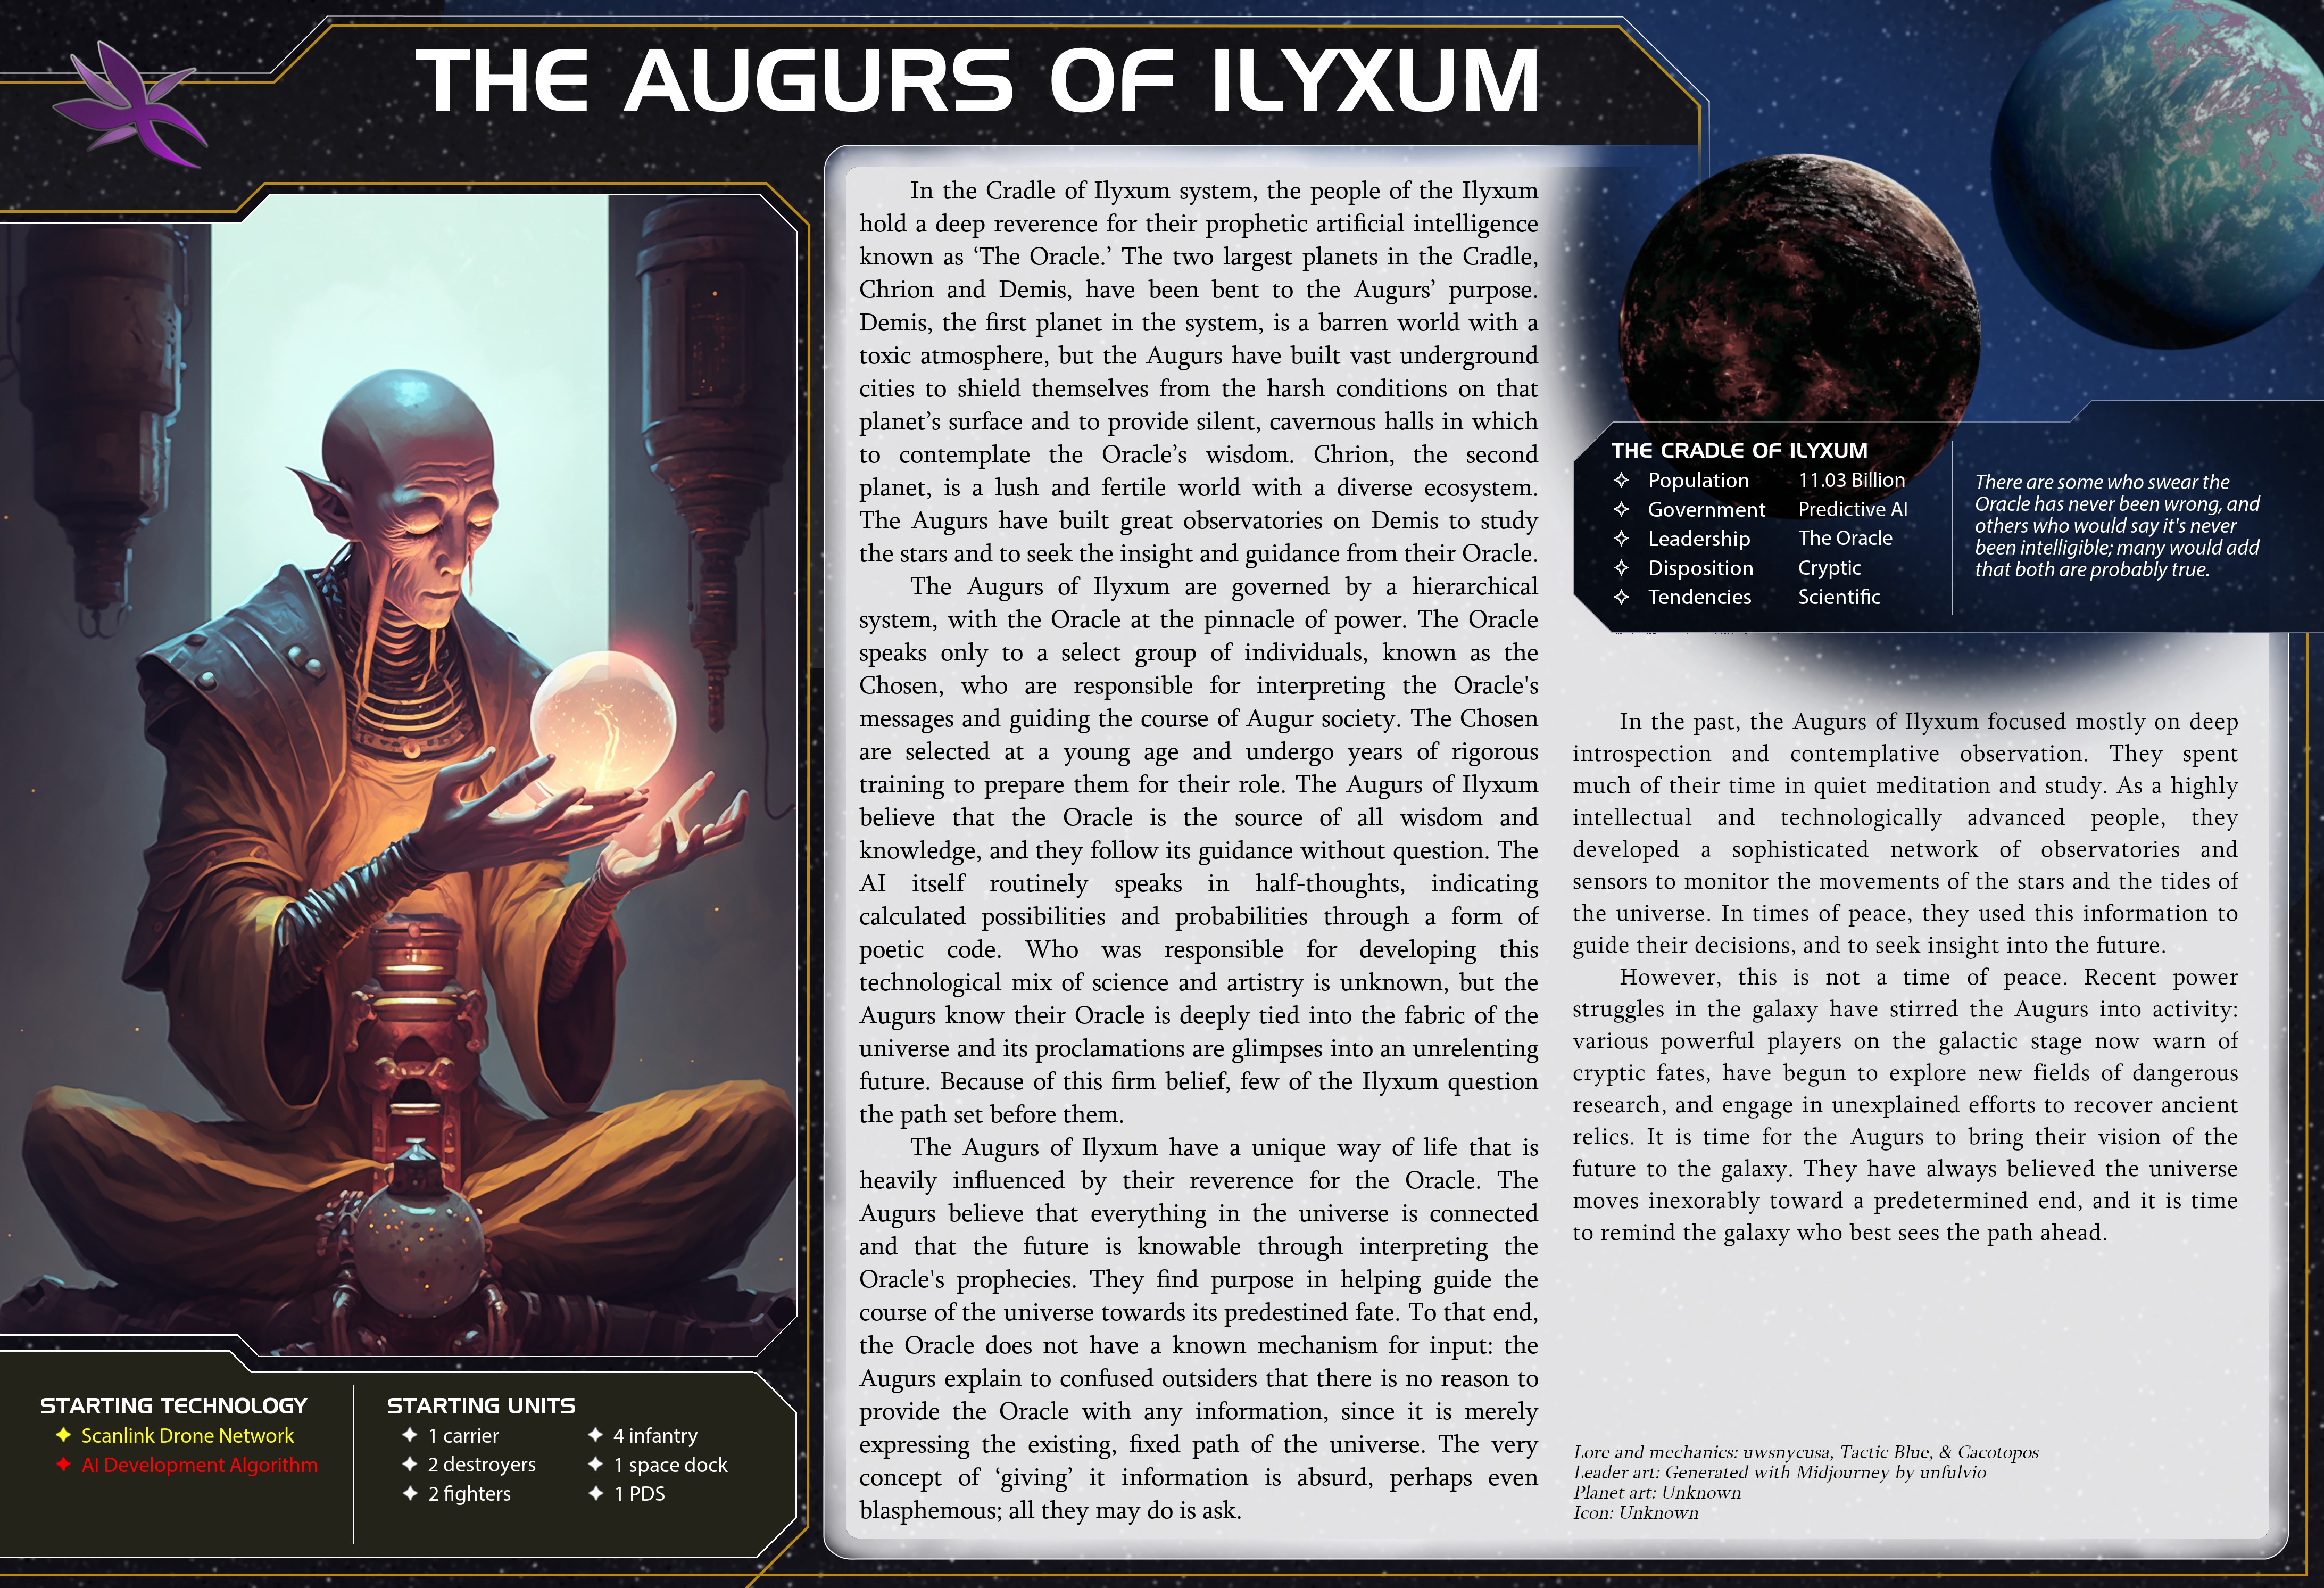 THE AUGURS OF ILYXUM
In the Cradle of Ilyxum system, the people of the Ilyxum
hold a deep reverence for their prophetic artificial intelligence
known as ‘The Oracle.’ The two largest planets in the Cradle,
Chrion and Demis, have been bent to the Augurs’ purpose.
Demis, the first planet in the system, is a barren world with a
toxic atmosphere, but the Augurs have built vast underground
cities to shield themselves from the harsh conditions on that
planet’s surface and to provide silent, cavernous halls in which
to contemplate the Oracle’s wisdom. Chrion, the second
planet, is a lush and fertile world with a diverse ecosystem.
The Augurs have built great observatories on Demis to study
the stars and to seek the insight and guidance from their Oracle.
The Augurs of Ilyxum are governed by a hierarchical
system, with the Oracle at the pinnacle of power. The Oracle
speaks only to a select group of individuals, known as the
Chosen, who are responsible for interpreting the Oracle's
messages and guiding the course of Augur society. The Chosen
are selected at a young age and undergo years of rigorous
training to prepare them for their role. The Augurs of Ilyxum
believe that the Oracle is the source of all wisdom and
knowledge, and they follow its guidance without question. The
AI itself routinely speaks in half-thoughts, indicating
calculated possibilities and probabilities through a form of
poetic code. Who was responsible for developing this
technological mix of science and artistry is unknown, but the
Augurs know their Oracle is deeply tied into the fabric of the
universe and its proclamations are glimpses into an unrelenting
future. Because of this firm belief, few of the Ilyxum question
the path set before them.
The Augurs of Ilyxum have a unique way of life that is
heavily influenced by their reverence for the Oracle. The
Augurs believe that everything in the universe is connected
and that the future is knowable through interpreting the
Oracle's prophecies. They find purpose in helping guide the
course of the universe towards its predestined fate. To that end,
the Oracle does not have a known mechanism for input: the
Augurs explain to confused outsiders that there is no reason to
provide the Oracle with any information, since it is merely
expressing the existing, fixed path of the universe. The very
concept of ‘giving’ it information is absurd, perhaps even
blasphemous; all they may do is ask.
THE CRADLE OF ILYXUM
Population 11.03 Billion
Government Predictive AI
Leadership The Oracle
Disposition Cryptic
Tendencies Scientific
There are some who swear the
Oracle has never been wrong, and
others who would say it's never
been intelligible; many would add
that both are probably true.
In the past, the Augurs of Ilyxum focused mostly on deep
introspection and contemplative observation. They spent
much of their time in quiet meditation and study. As a highly
intellectual and technologically advanced people, they
developed a sophisticated network of observatories and
sensors to monitor the movements of the stars and the tides of
the universe. In times of peace, they used this information to
guide their decisions, and to seek insight into the future.
However, this is not a time of peace. Recent power
struggles in the galaxy have stirred the Augurs into activity:
various powerful players on the galactic stage now warn of
cryptic fates, have begun to explore new fields of dangerous
research, and engage in unexplained efforts to recover ancient
relics. It is time for the Augurs to bring their vision of the
future to the galaxy. They have always believed the universe
moves inexorably toward a predetermined end, and it is time
to remind the galaxy who best sees the path ahead.
Lore and mechanics: uwsnycusa, Tactic Blue, & Cacotopos
Leader art: Generated with Midjourney by unfulvio
Planet art: Unknown
Icon: Unknown
STARTING TECHNOLOGY
Scanlink Drone Network
AI Development Algorithm
STARTING UNITS
1 carrier 4 infantry
2 destroyers 1 space dock
2 fighters 1 PDS